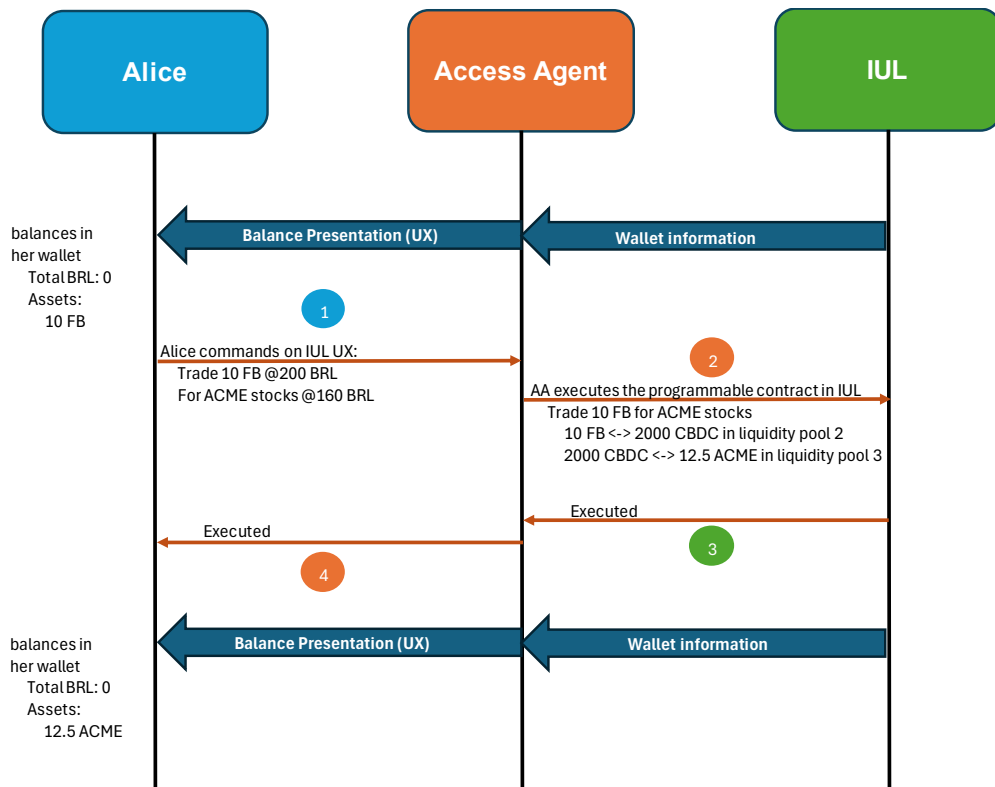 Alice
Access Agent
IUL
Balance Presentation (UX)
Wallet information
balances in
her wallet
Total BRL: 0
Assets:
10 FB
1
Alice commands on IUL UX:
Trade 10 FB @200 BRL
For ACME stocks @160 BRL
2
AA executes the programmable contract in IUL
Trade 10 FB for ACME stocks
10 FB <-> 2000 CBDC in liquidity pool 2
2000 CBDC <-> 12.5 ACME in liquidity pool 3
Executed
3
Executed
4
Balance Presentation (UX)
Wallet information
balances in
her wallet
Total BRL: 0
Assets:
12.5 ACME